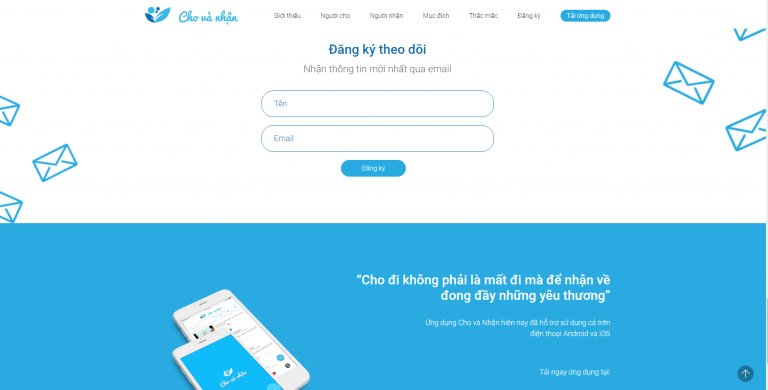 Cho và nhận
Giới thiệu
Người cho
Người nhận
Mục đích
Thắc mắc
Đăng ký
Tải ứng dụng
Đăng ký theo dõi
Nhận thông tin mới nhất qua email
Tên
Email
Đăng ký
“Cho đi không phải là mất đi mà để nhận về
đong đầy những yêu thương”
Ứng dụng Cho và Nhận hiện nay đã hỗ trợ sử dụng cả trên
điện thoại Android và iOS
Tải ngay ứng dụng tại:
Cho và nhận